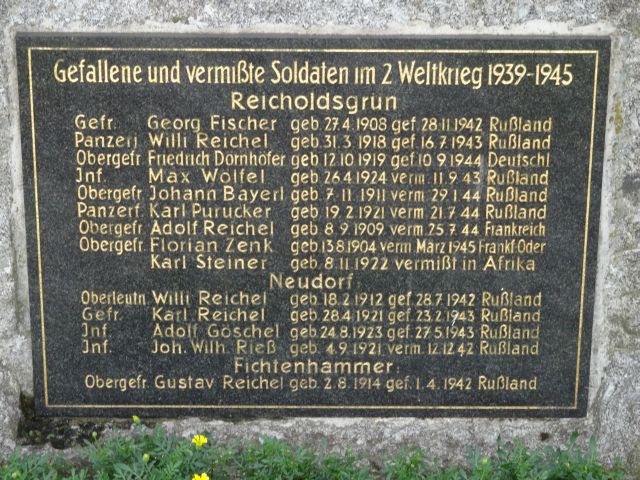 Gefallene und vermißte Soldaten im 2 Weltkrieg 1939-1945
Reicholdsgrün
Gefr. Georg Fischer geb. 27.4.1908 gef. 28.11.1942 Rußland
Panzerj Willi Reichel geb. 31.3.1918 gef. 16.7.1943 Rußland
Obergefr. Friedrich Dörnhöfer geb. 12.10.1919 gef. 10.9.1944 Deutschl
Jnf. Max Wölfel geb. 26.4.1924 verm. 11.9.43 Rußland
Obergefr. Johann Bayerl geb. 7.11.1911 verm. 29.1.44 Rußland
Panzerf. Karl Purucker geb. 19.2.1921 verm. 21.7.44 Rußland
Obergefr. Adolf Reichel geb. 8.9.1909 verm. 25.7.44 Frankreich
Obergefr. Florian Zenk geb. 13.8.1904 verm. März 1945 Frankf-Oder
Karl Steiner geb. 8.11.1922 vermißt in Afrika
Neudorf
Oberleutn. Willi Reichel geb. 18.2.1912 gef. 28.7.1942 Rußland
Gefr. Karl Reichel geb. 28.4.1921 gef. 23.2.1943 Rußland
Jnf. Adolf Göschel geb. 24.8.1923 gef. 27.5.1943 Rußland
Jnf. Joh. Wilh. Rieß geb. 4.9.1921 verm. 12.12.42 Rußland
Fichtenhammer:
Obergefr. Gustav Reichel geb. 2.8.1914 gef. 1.4.1942 Rußland